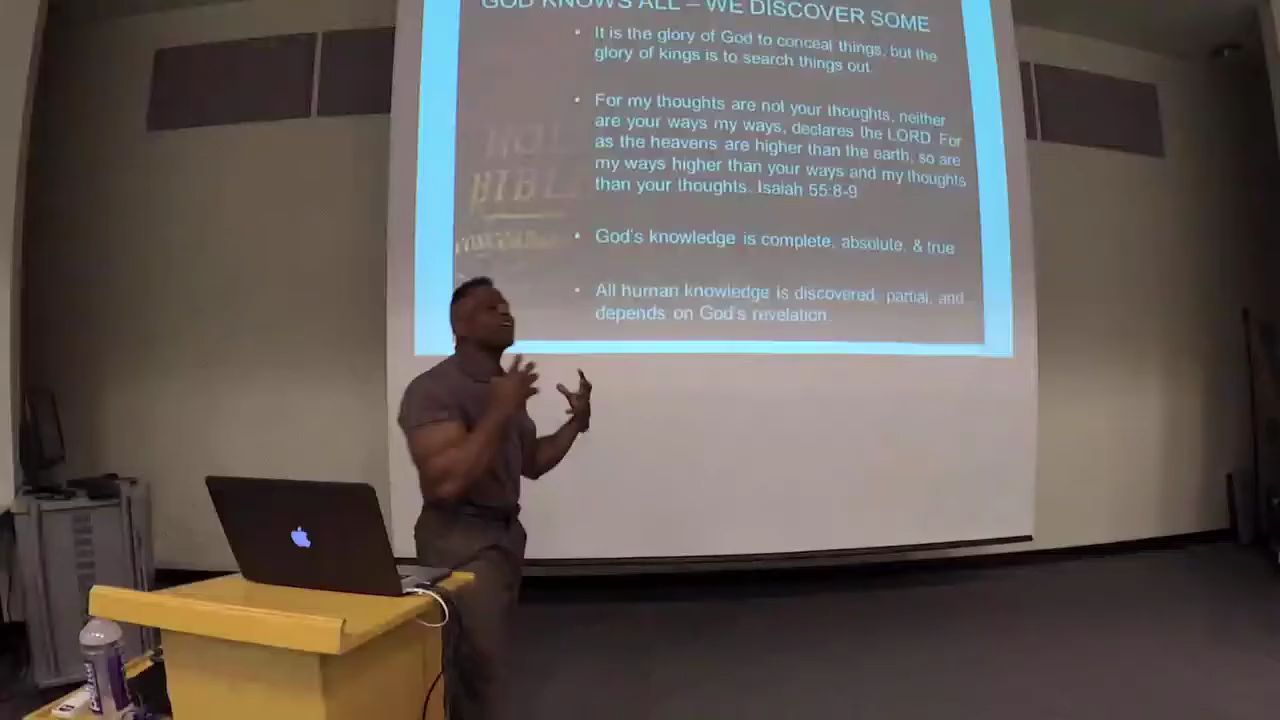 GOD KNOWS ALL – WE DISCOVER SOME
• It is the glory of God to conceal things, but the
glory of kings is to search things out.
• For my thoughts are not your thoughts, neither
are your ways my ways, declares the LORD. For
as the heavens are higher than the earth, so are
my ways higher than your ways and my thoughts
than your thoughts. Isaiah 55:8-9
• God's knowledge is complete, absolute, & true
• All human knowledge is discovered, partial, and
depends on God's revelation.
HOLY
BIBLE